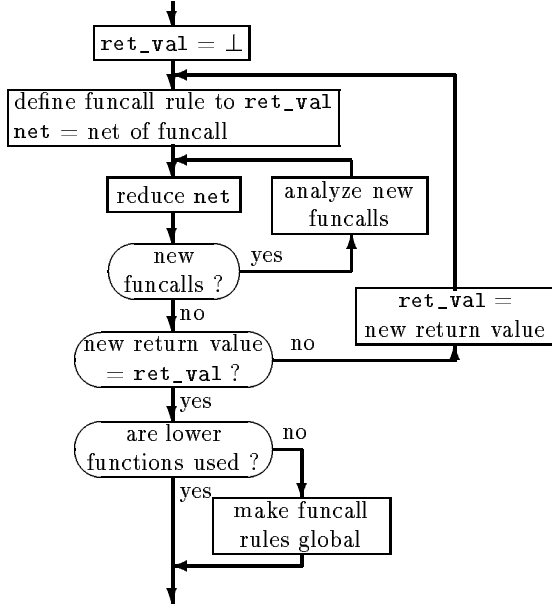 ret_val = ⊥
define funcall rule to ret_val
net = net of funcall
reduce net
analyze new
funcalls
new
funcalls ?
yes
no
ret_val =
new return value
new return value
= ret_val ?
no
yes
are lower
functions used ?
no
yes
make funcall
rules global